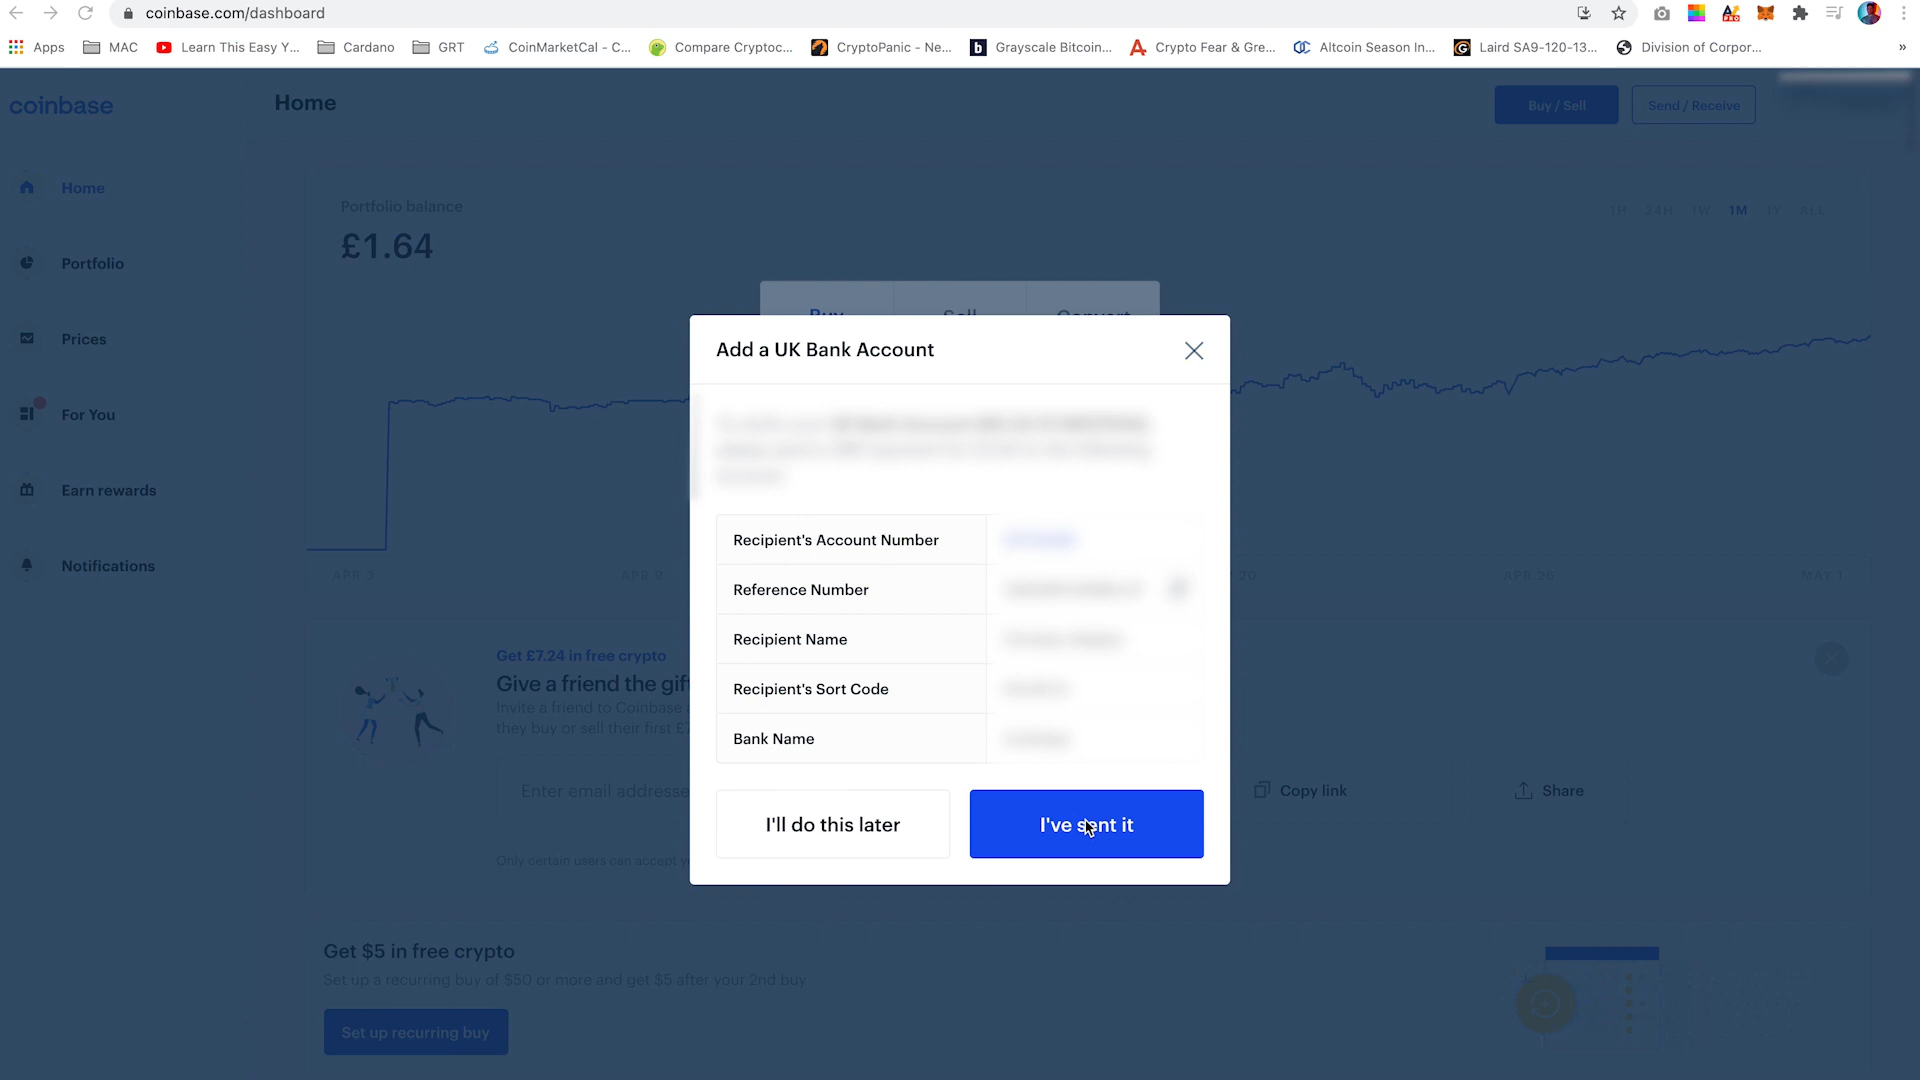 coinbase.com/dashboard
Apps
MAC
Learn This Easy Y...
Cardano
GRT
CoinMarketCal - C...
Compare Cryptoc...
CryptoPanic - Ne...
Grayscale Bitcoin...
Crypto Fear & Gre...
Altcoin Season In...
Laird SA9-120-13...
Division of Corpor...
»
coinbase
Home
Buy / Sell
Send / Receive
Home
Portfolio
Prices
For You
Earn rewards
Notifications
Portfolio balance
£1.64
1H 24H 1W 1M 1Y ALL
Buy Sell Convert
Add a UK Bank Account
Recipient's Account Number
Reference Number
Recipient Name
Recipient's Sort Code
Bank Name
I'll do this later
I've sent it
APR 3
APR 9
20
APR 26
MAY 1
Get £7.24 in free crypto
Give a friend the gift
Invite a friend to Coinbase
they buy or sell their first
Enter email addresse
Copy link
Share
Only certain users can accept
Get $5 in free crypto
Set up a recurring buy of $50 or more and get $5 after your 2nd buy
Set up recurring buy